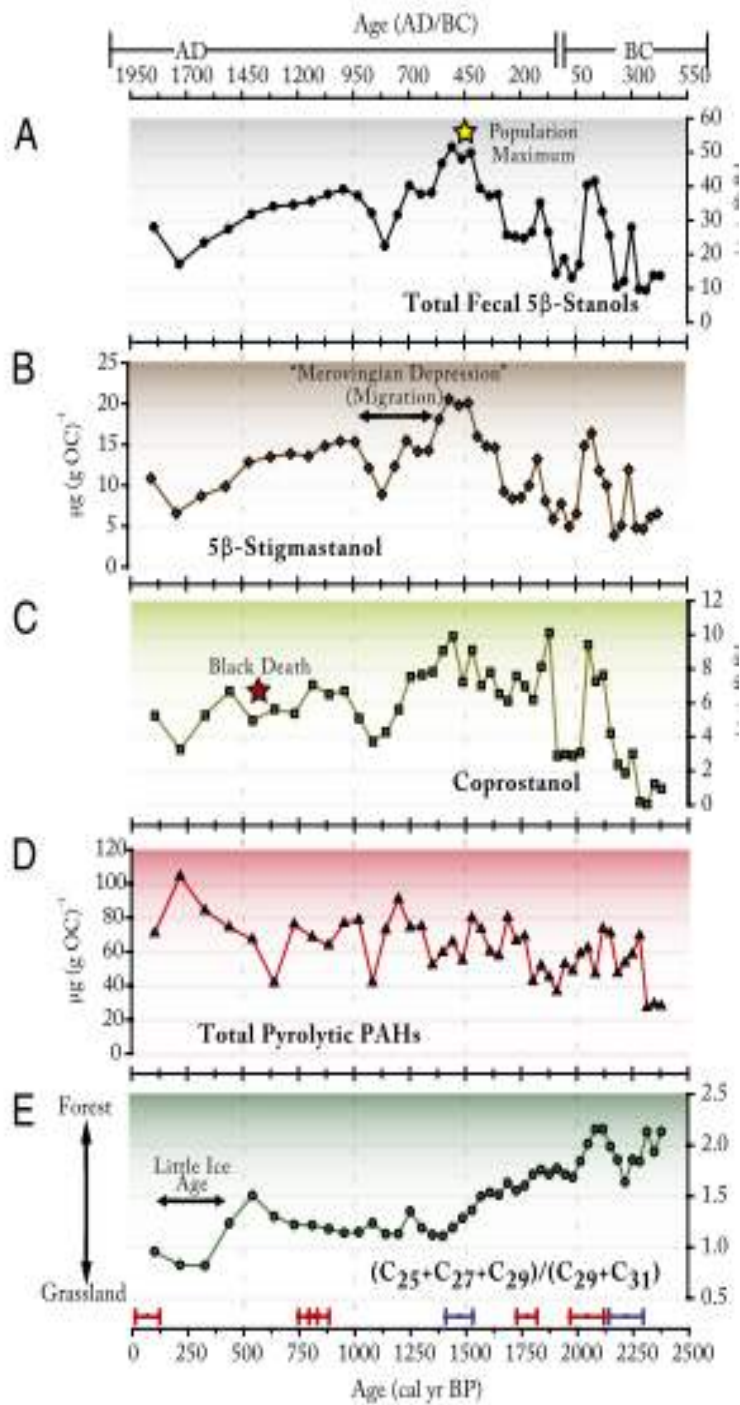 Age (AD/BC)
AD BC
1950 1700 1450 1200 950 700 450 200 50 300 550
A
Population
Maximum
60
50
40
30
20
10
0
Total Fecal 5β-Stanols
B
25
20
15
10
5
0
µg (g OC)⁻¹
"Merovingian Depression"
(Migration)
5β-Stigmastanol
C
Black Death
12
10
8
6
4
2
0
Coprostanol
D
120
100
80
60
40
20
0
µg (g OC)⁻¹
Total Pyrolytic PAHs
E
Forest
Grassland
Little Ice
Age
2.5
2.0
1.5
1.0
0.5
(C₂₅+C₂₇+C₂₉)/(C₂₉+C₃₁)
0 250 500 750 1000 1250 1500 1750 2000 2250 2500
Age (cal yr BP)